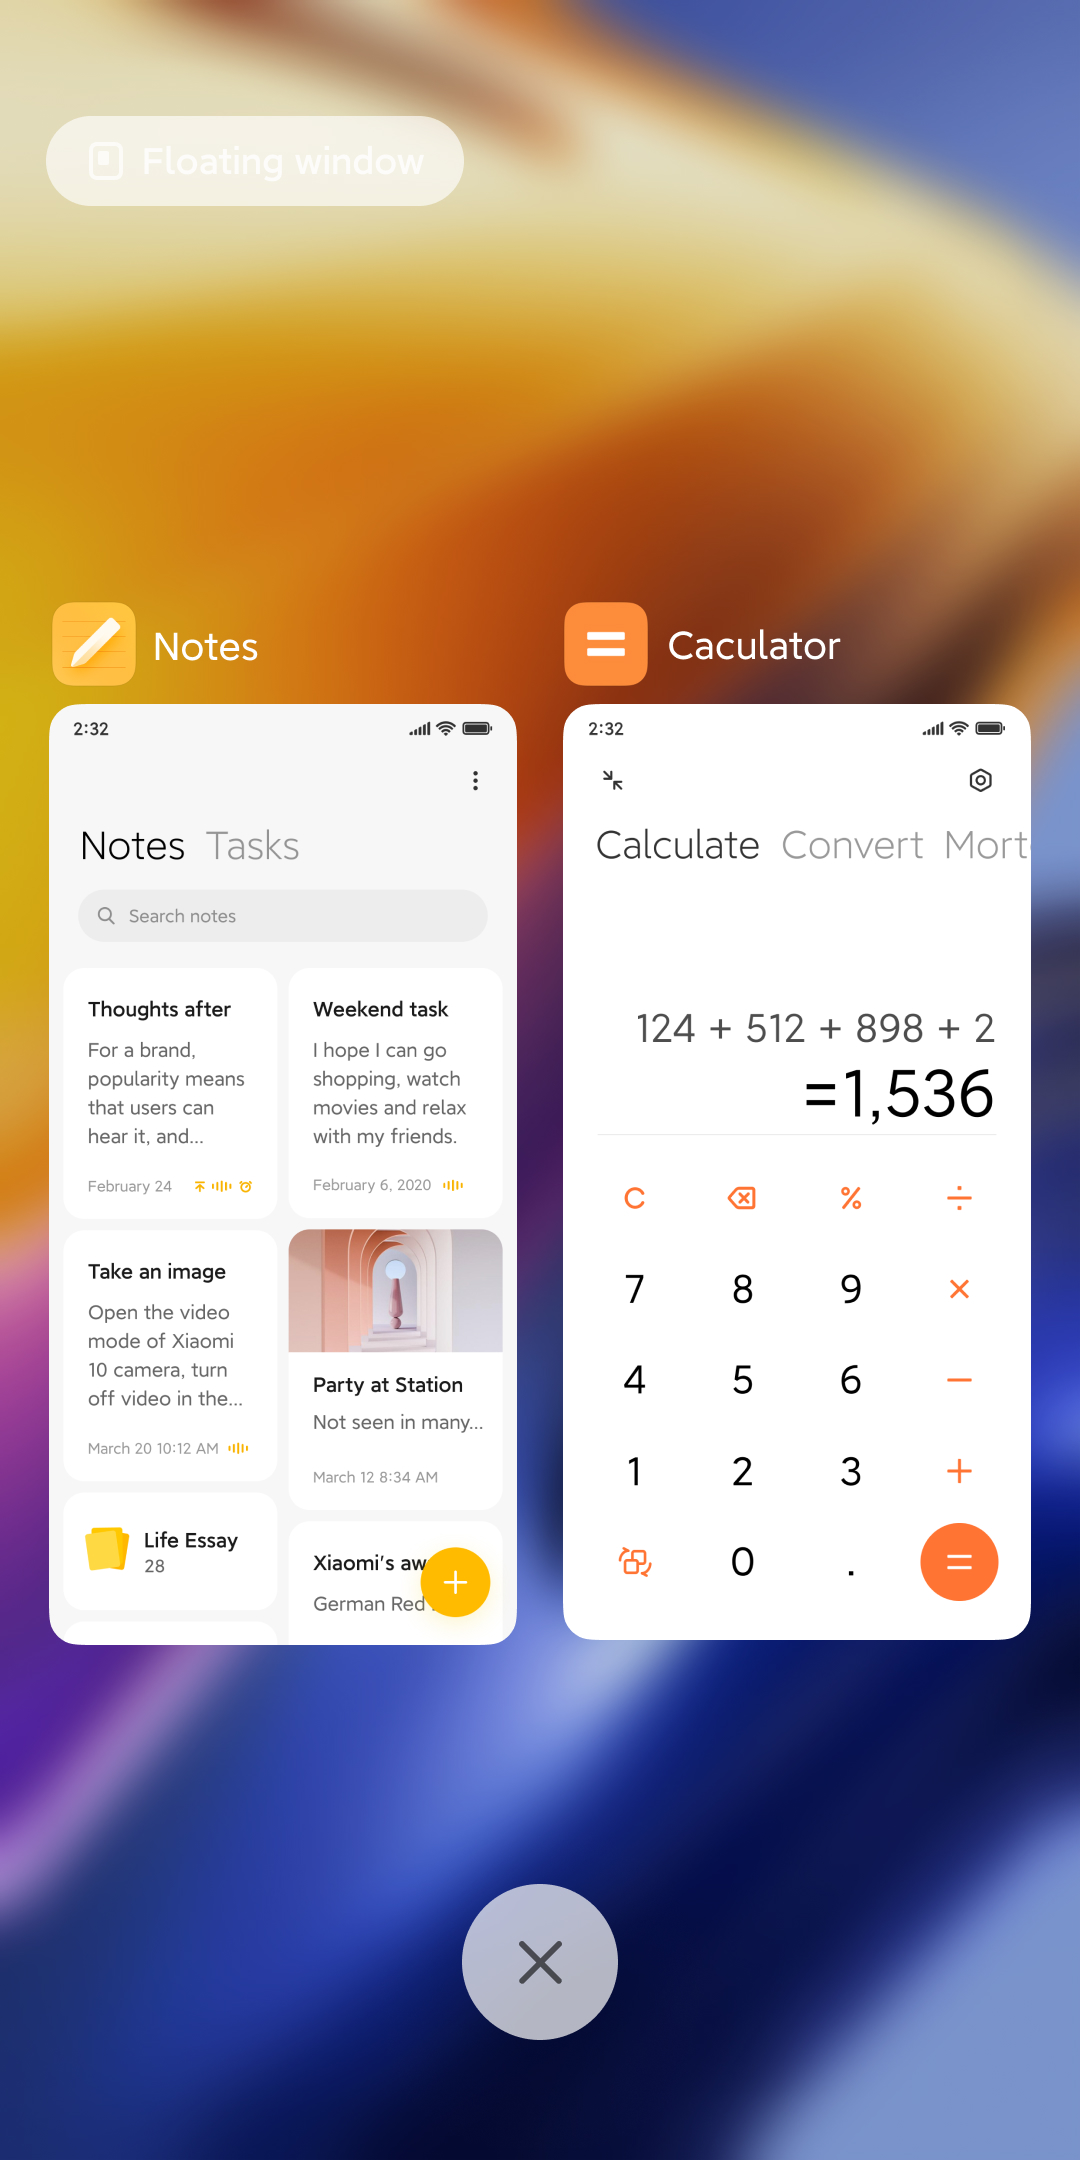 Floating window
Notes
2:32
Notes Tasks
Search notes
Thoughts after
For a brand,
popularity means
that users can
hear it, and...
February 24
Weekend task
I hope I can go
shopping, watch
movies and relax
with my friends.
February 6, 2020
Take an image
Open the video
mode of Xiaomi
10 camera, turn
off video in the...
March 20 10:12 AM
Party at Station
Not seen in many...
March 12 8:34 AM
Life Essay
28
Xiaomi's aw
German Red
Caculator
2:32
Calculate Convert Mort
124 + 512 + 898 + 2
=1,536
C % ÷
7 8 9 ×
4 5 6 −
1 2 3 +
0 . =